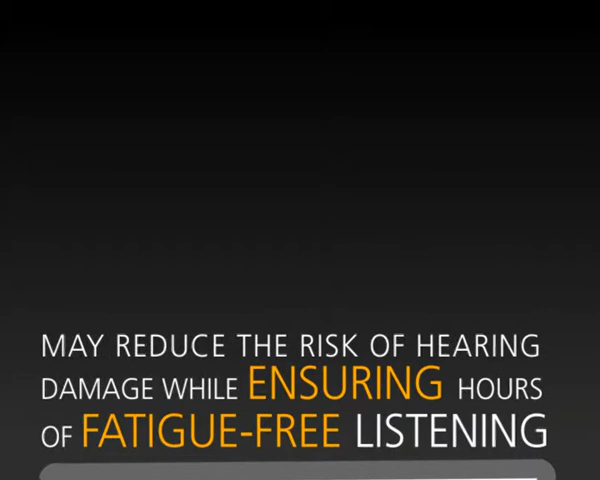 MAY REDUCE THE RISK OF HEARING
DAMAGE WHILE ENSURING HOURS
OF FATIGUE-FREE LISTENING